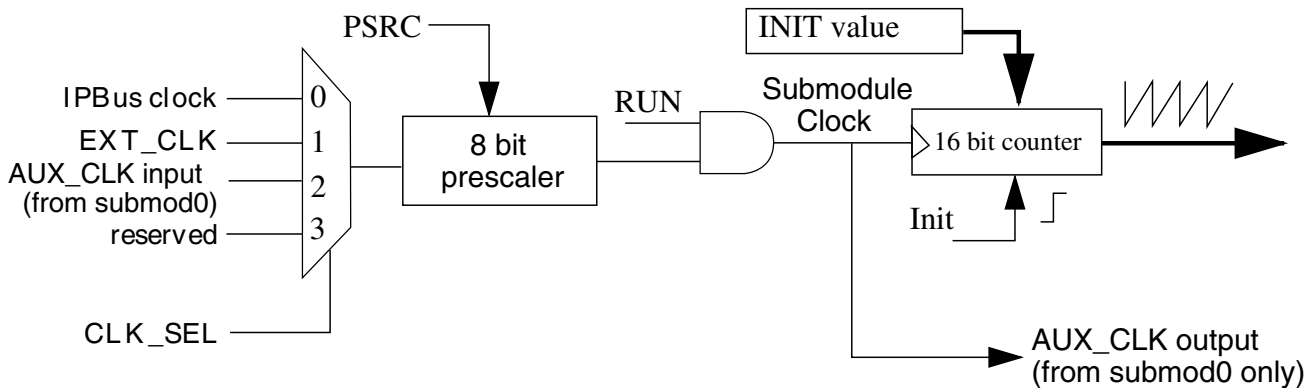 PSRC
INIT value
IPBus clock
0
RUN
Submodule
Clock
EXT_CLK
1
8 bit
prescaler
16 bit counter
AUX_CLK input
(from submod0)
2
reserved
3
Init
CLK_SEL
AUX_CLK output
(from submod0 only)